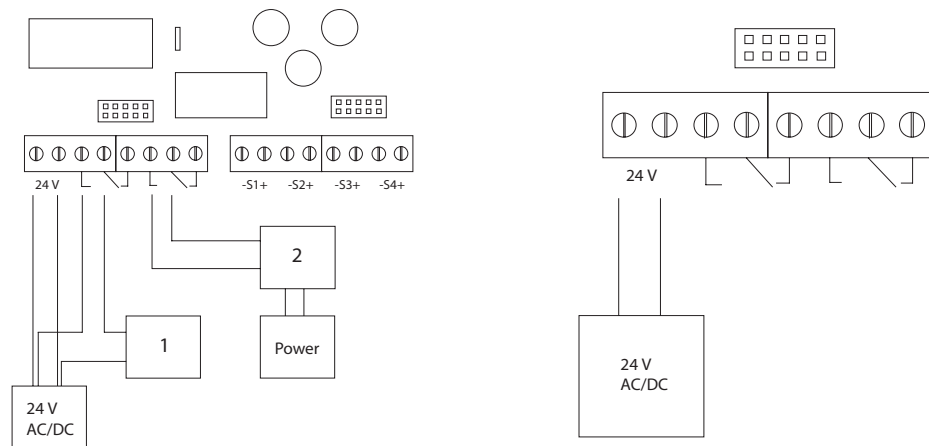 24 V
-S1+ -S2+ -S3+ -S4+
2
1
Power
24 V
AC/DC
24 V
24 V
AC/DC